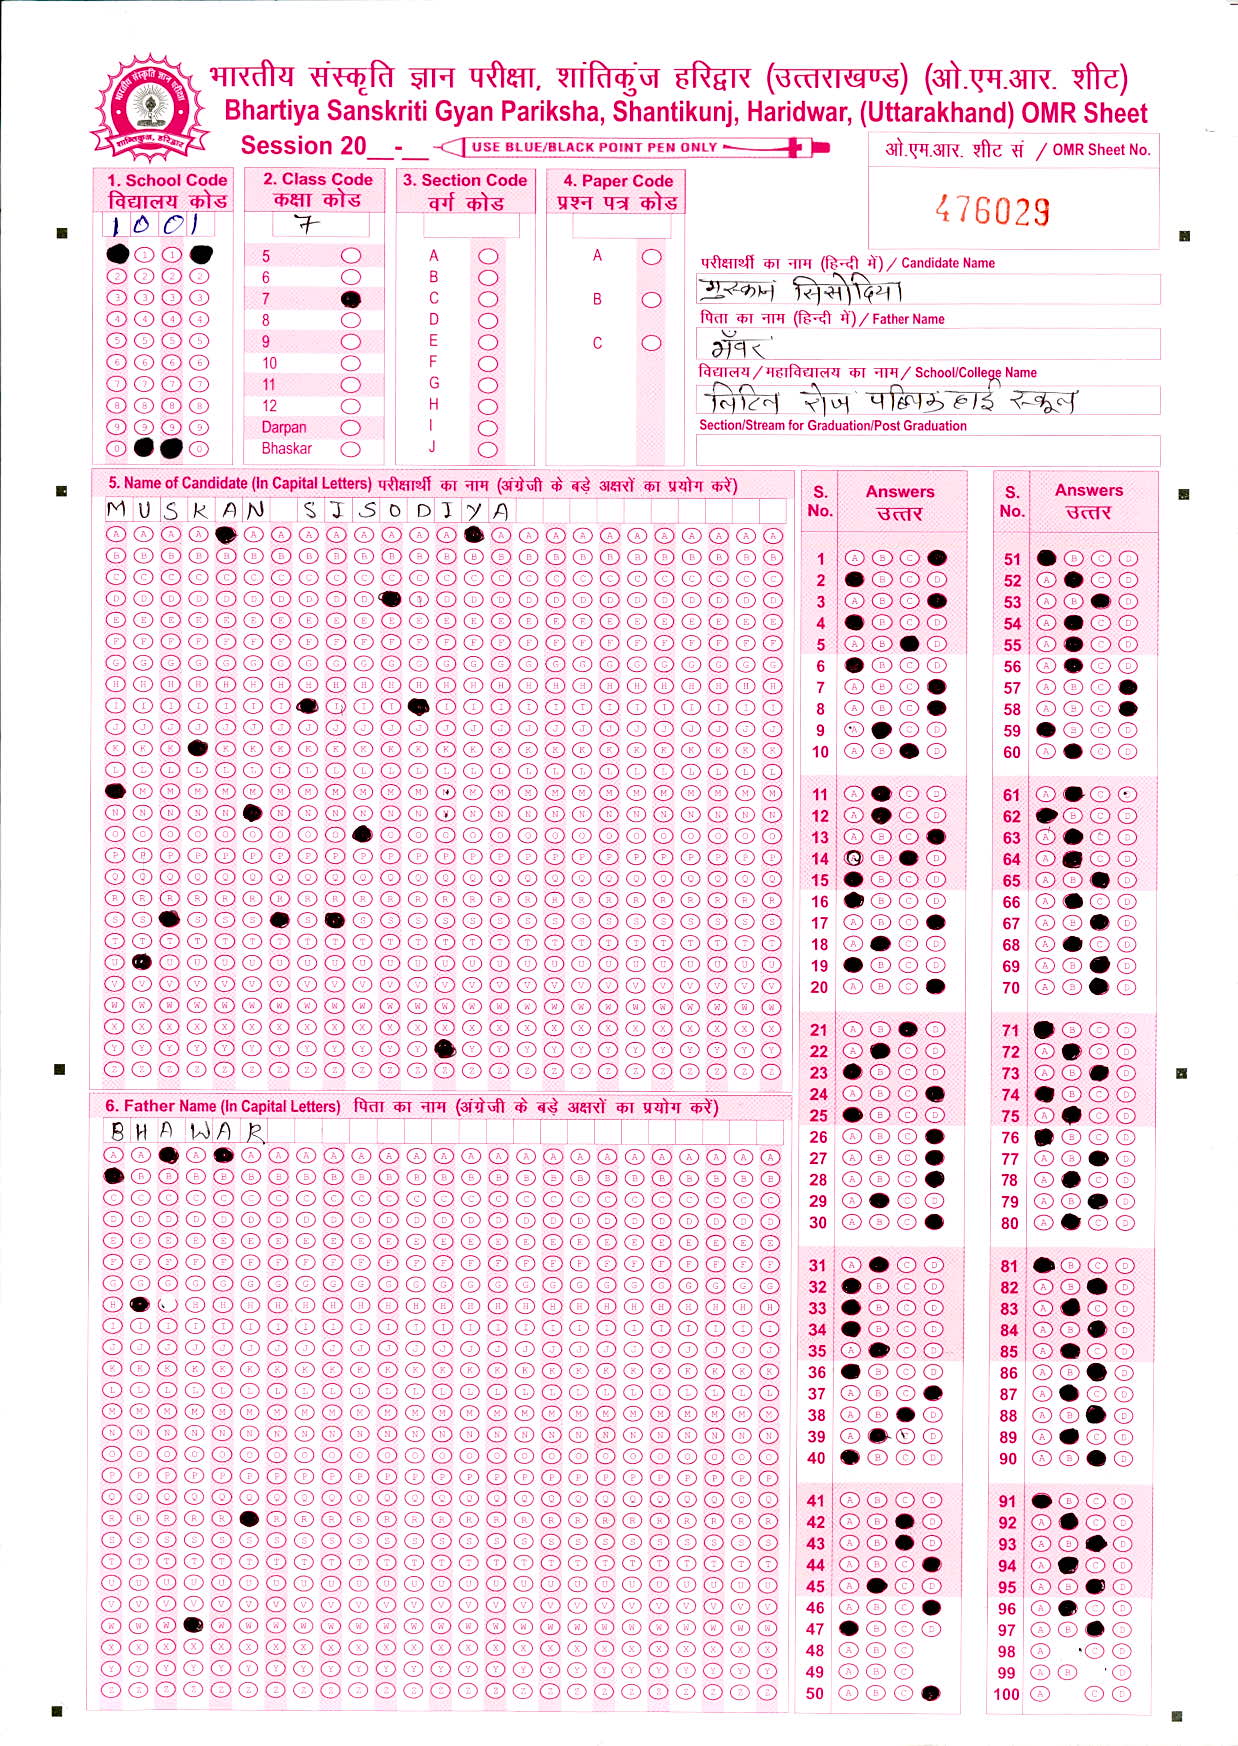 भारतीय संस्कृति ज्ञान परीक्षा, शांतिकुंज हरिद्वार (उत्तराखण्ड) (ओ.एम.आर. शीट)
Bhartiya Sanskriti Gyan Pariksha, Shantikunj, Haridwar, (Uttarakhand) OMR Sheet
Session 20__-__ USE BLUE/BLACK POINT PEN ONLY
ओ.एम.आर. शीट सं / OMR Sheet No.
476029
1. School Code
विद्यालय कोड
1001
2. Class Code
कक्षा कोड
7
5
6
7
8
9
10
11
12
Darpan
Bhaskar
3. Section Code
वर्ग कोड
A
B
C
D
E
F
G
H
I
J
4. Paper Code
प्रश्न पत्र कोड
A
B
C
परीक्षार्थी का नाम (हिन्दी में) / Candidate Name
मुस्कान सिसोदिया
पिता का नाम (हिन्दी में) / Father Name
भँवर
विद्यालय / महाविद्यालय का नाम / School/College Name
लिटिल रोज पब्लिक हाई स्कूल
Section/Stream for Graduation/Post Graduation
5. Name of Candidate (In Capital Letters) परीक्षार्थी का नाम (अंग्रेजी के बड़े अक्षरों का प्रयोग करें)
MUSKAN SISODIYA
6. Father Name (In Capital Letters) पिता का नाम (अंग्रेजी के बड़े अक्षरों का प्रयोग करें)
BHAWAR
S. No. Answers उत्तर
1
2
3
4
5
6
7
8
9
10
11
12
13
14
15
16
17
18
19
20
21
22
23
24
25
26
27
28
29
30
31
32
33
34
35
36
37
38
39
40
41
42
43
44
45
46
47
48
49
50
S. No. Answers उत्तर
51
52
53
54
55
56
57
58
59
60
61
62
63
64
65
66
67
68
69
70
71
72
73
74
75
76
77
78
79
80
81
82
83
84
85
86
87
88
89
90
91
92
93
94
95
96
97
98
99
100